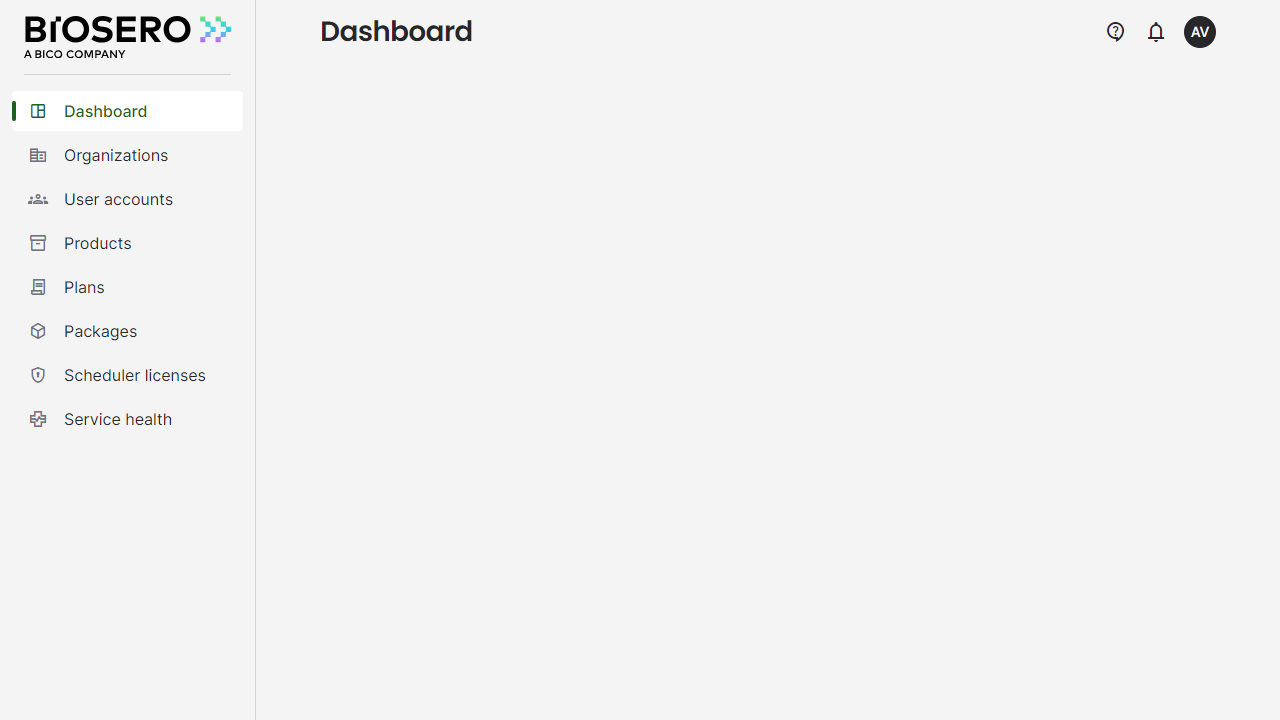 BIOSERO
A BICO COMPANY
Dashboard
AV
Dashboard
Organizations
User accounts
Products
Plans
Packages
Scheduler licenses
Service health